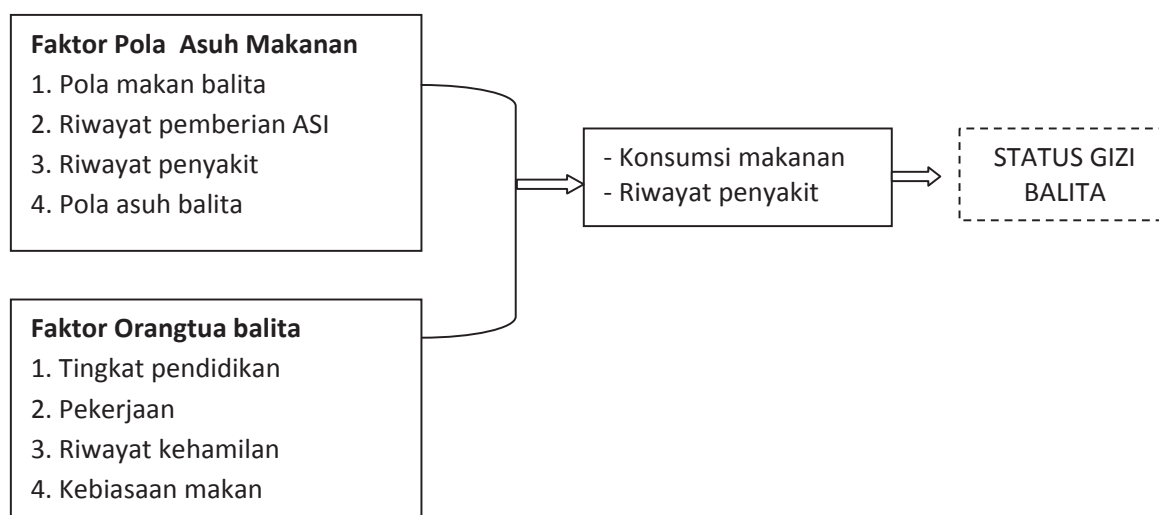 Faktor Pola Asuh Makanan
1. Pola makan balita
2. Riwayat pemberian ASI
3. Riwayat penyakit
4. Pola asuh balita
Faktor Orangtua balita
1. Tingkat pendidikan
2. Pekerjaan
3. Riwayat kehamilan
4. Kebiasaan makan
- Konsumsi makanan
- Riwayat penyakit
STATUS GIZI
BALITA